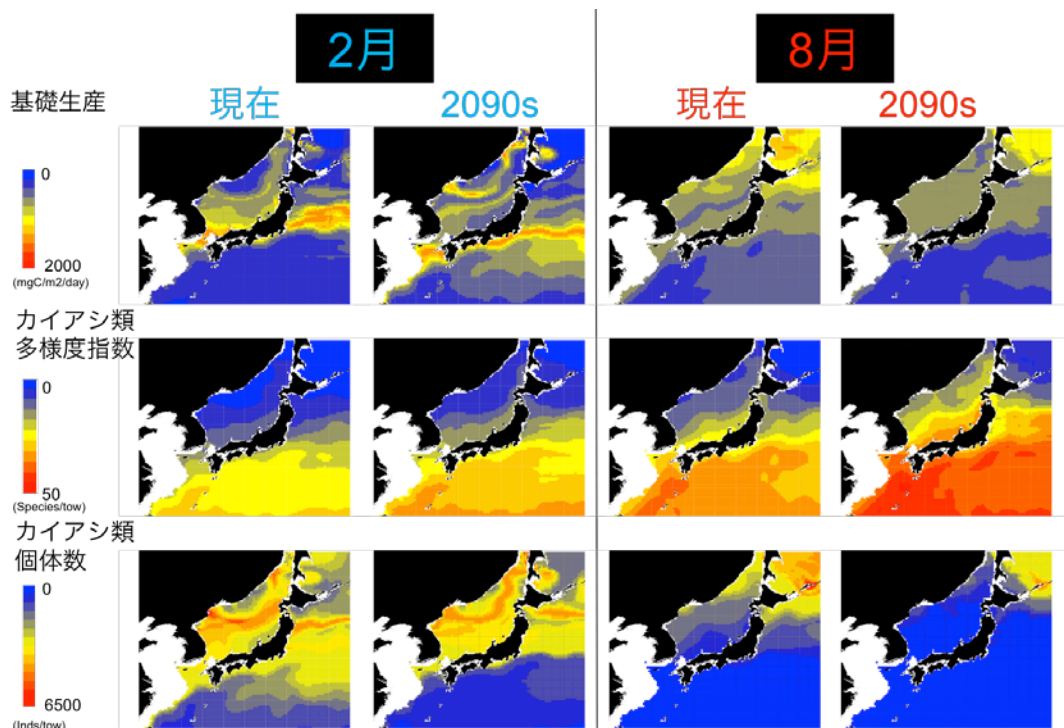 2月
8月
基礎生産
現在
2090s
現在
2090s
0
2000
(mgC/m2/day)
カイアシ類
多様度指数
0
50
(Species/tow)
カイアシ類
個体数
0
6500
(Inds/tow)